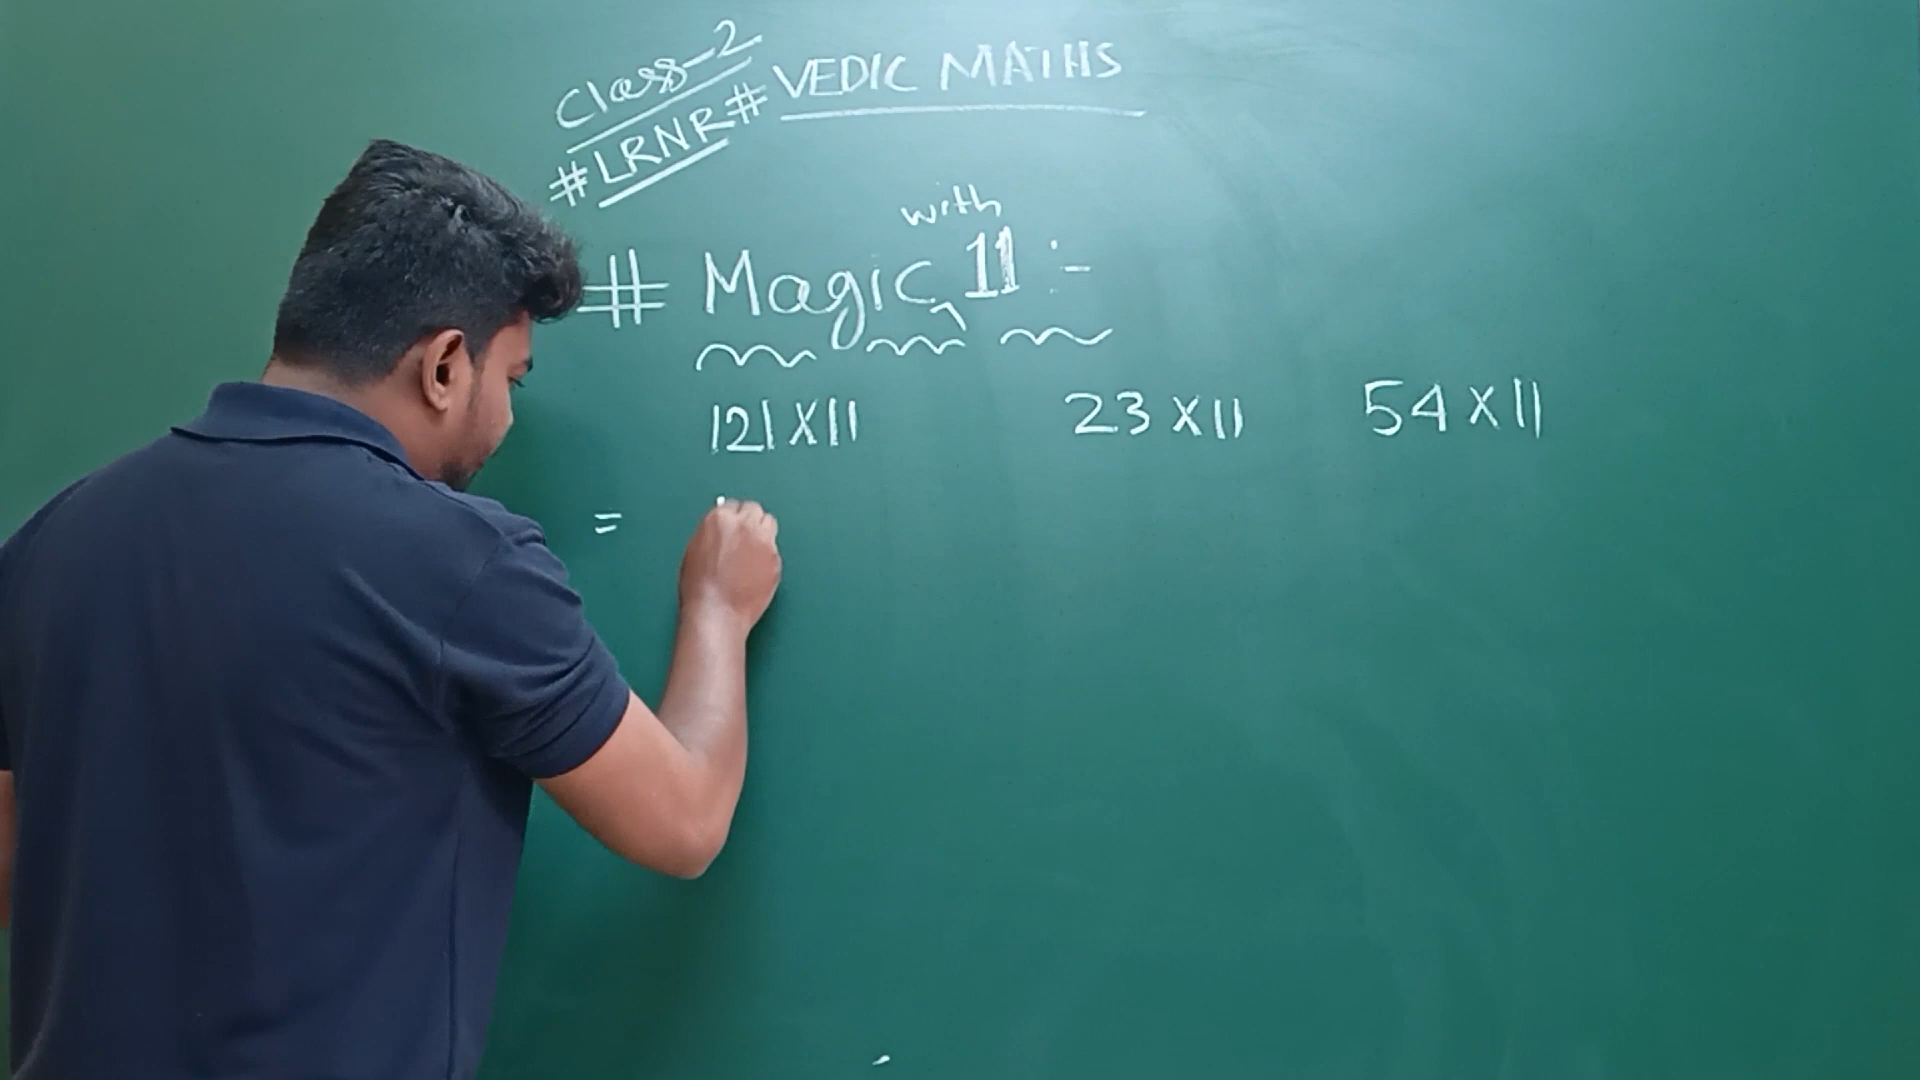 Class-2
#LRNR# VEDIC MATHS
with
# Magic ^ 11 :-
121 X 11 23 X 11 54 X 11
=